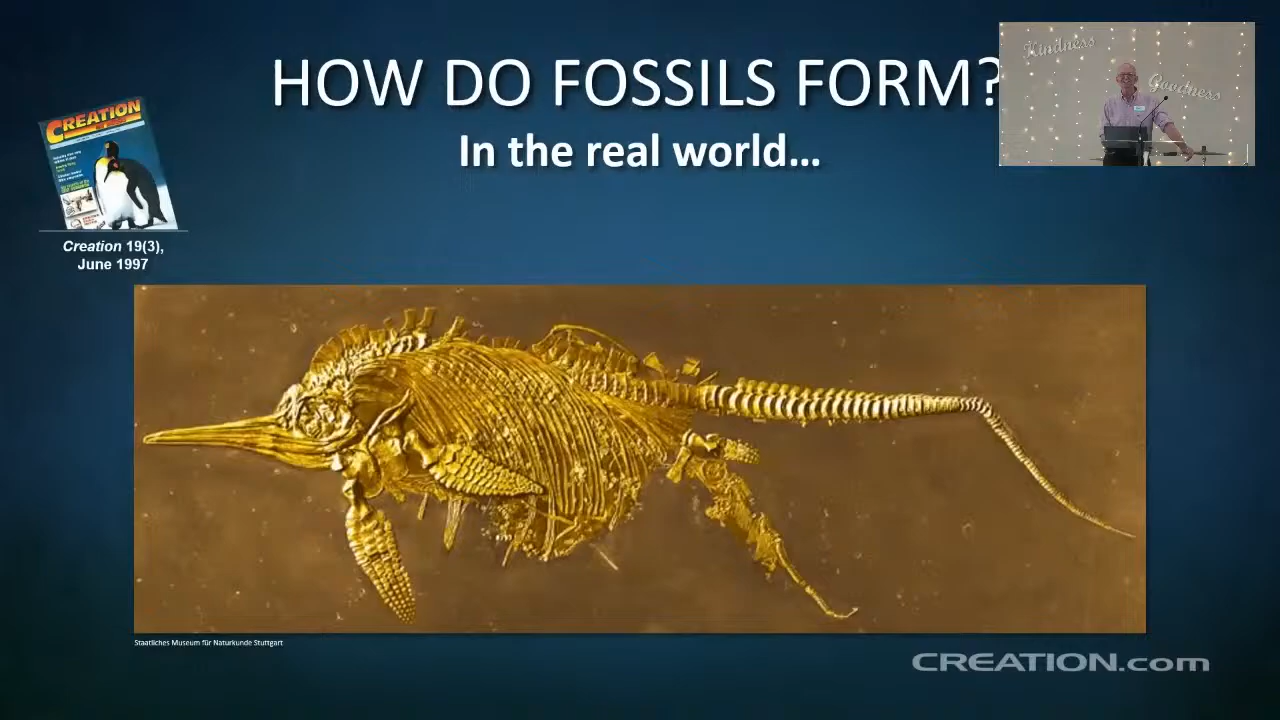 HOW DO FOSSILS FORM?
In the real world...
Kindness
Goodness
CREATION
Creation 19(3),
June 1997
Staatliches Museum für Naturkunde Stuttgart
CREATION.com